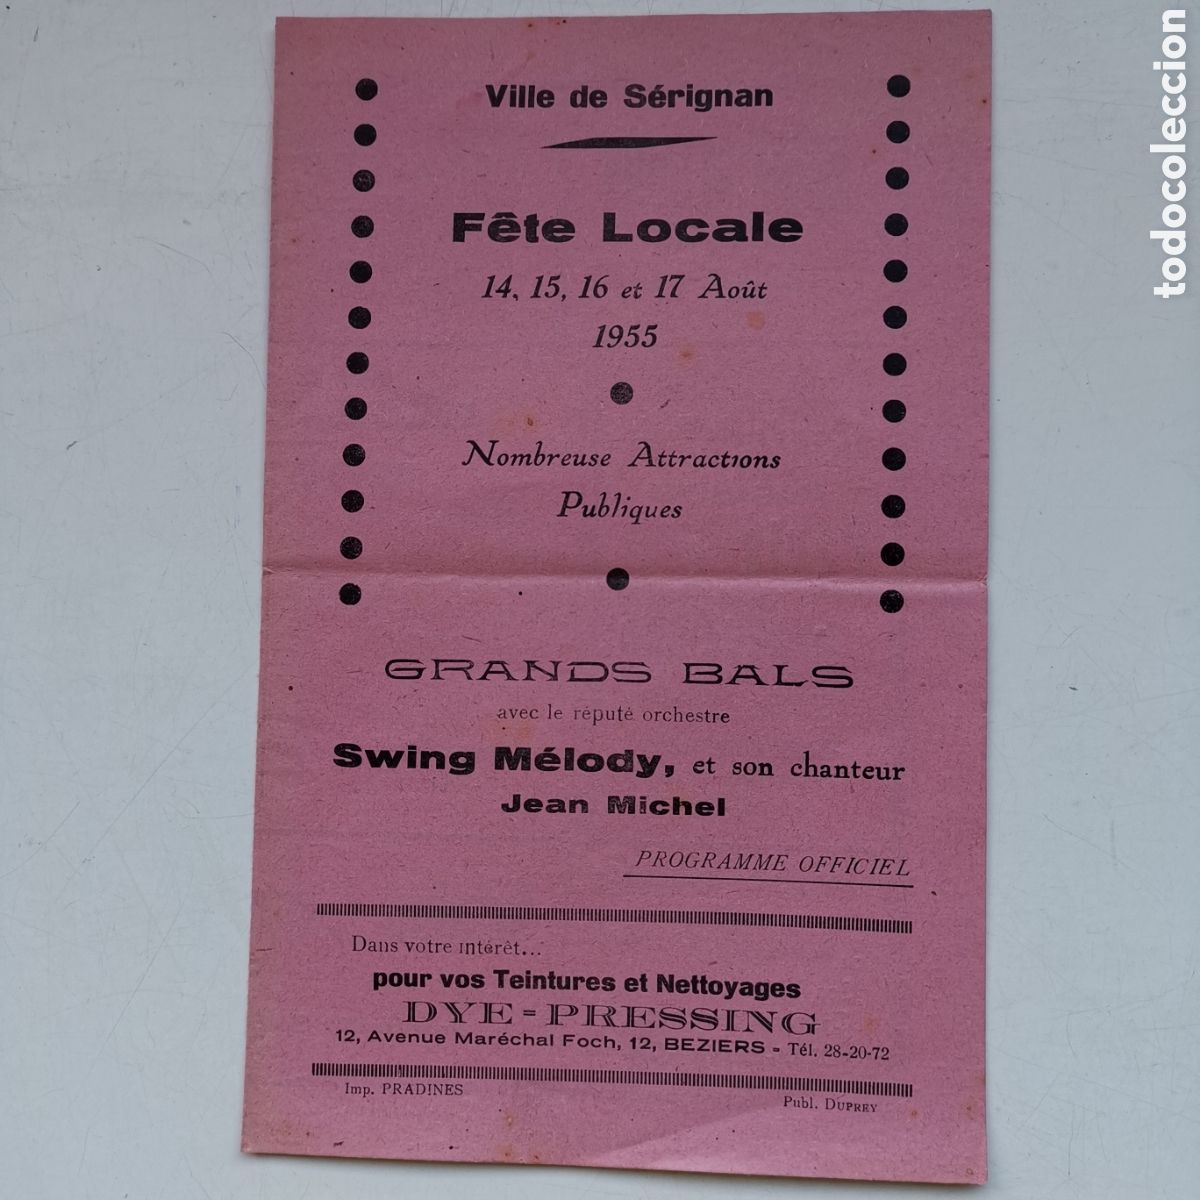 Ville de Sérignan
Fête Locale
14, 15, 16 et 17 Août
1955
Nombreuse Attractions
Publiques
GRANDS BALS
avec le réputé orchestre
Swing Mélody, et son chanteur
Jean Michel
PROGRAMME OFFICIEL
Dans votre intérêt...
pour vos Teintures et Nettoyages
DYE=PRESSING
12, Avenue Maréchal Foch, 12, BEZIERS - Tél. 28-20-72
Imp. PRADINES
Publ. DUPREY
todocoleccion